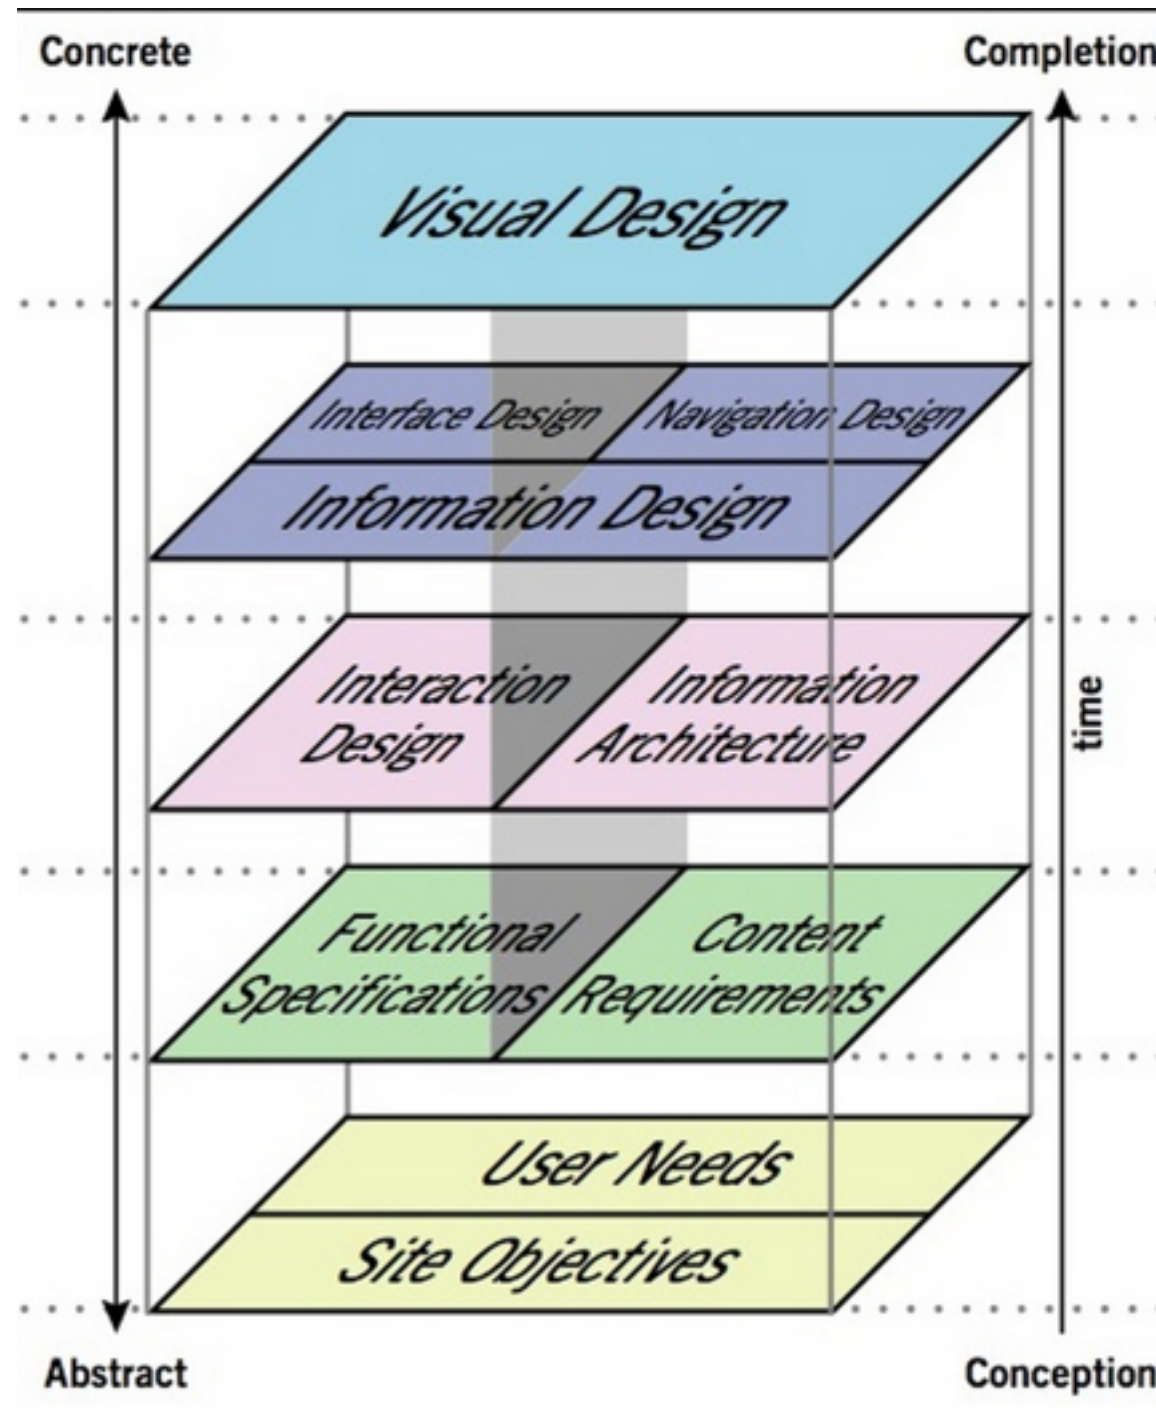 Concrete
Completion
Visual Design
Interface Design
Navigation Design
Information Design
Interaction
Design
Information
Architecture
time
Functional
Specifications
Content
Requirements
User Needs
Site Objectives
Abstract
Conception